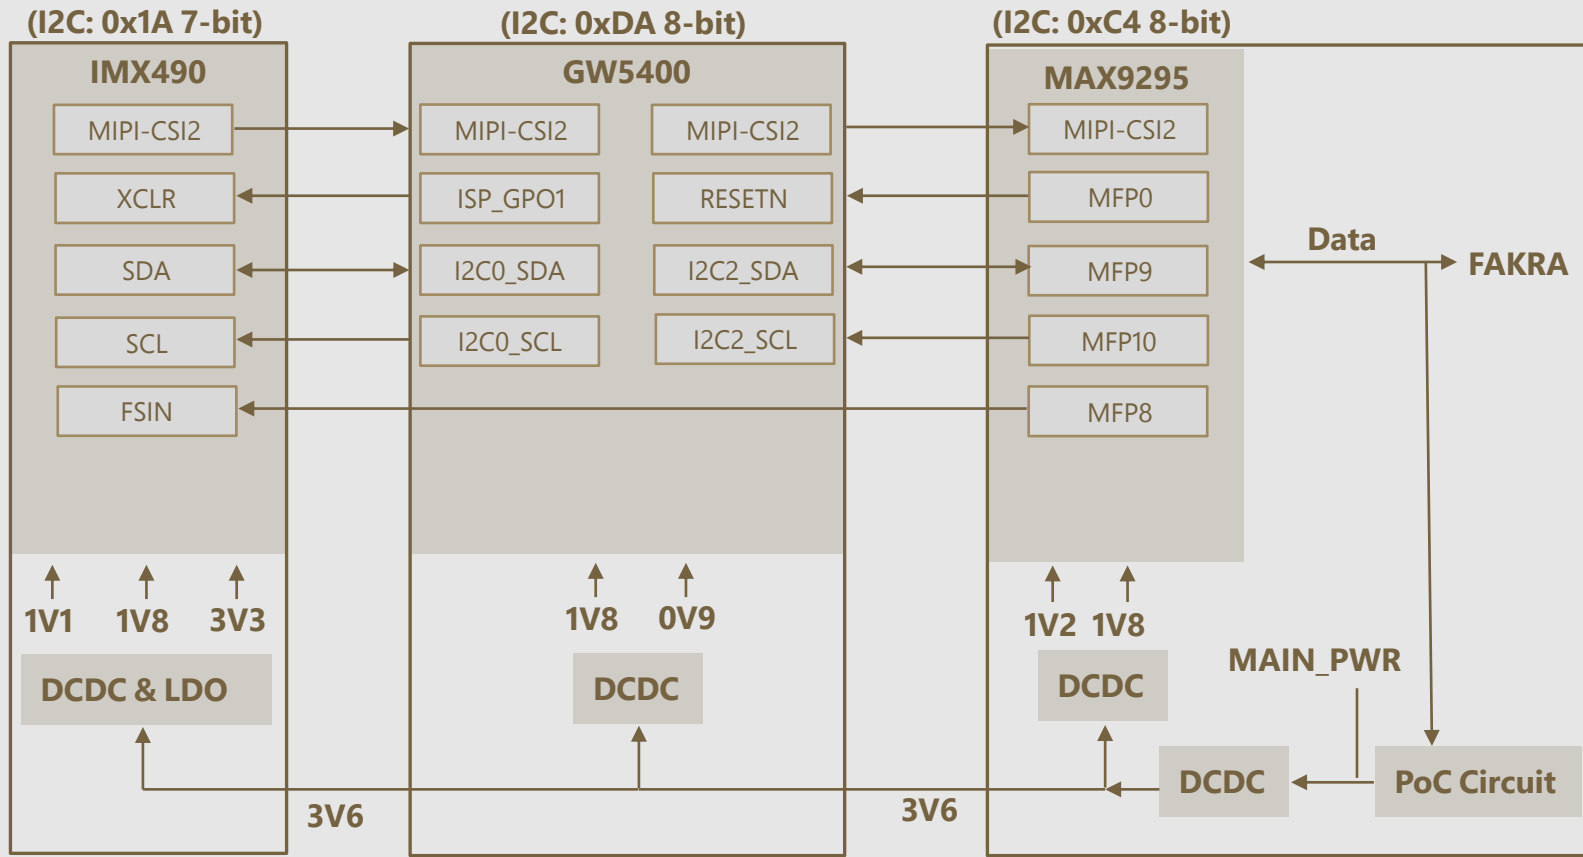 (I2C: 0x1A 7-bit)
(I2C: 0xDA 8-bit)
(I2C: 0xC4 8-bit)
IMX490
GW5400
MAX9295
MIPI-CSI2
MIPI-CSI2
MIPI-CSI2
MIPI-CSI2
XCLR
ISP_GPO1
RESETN
MFP0
SDA
I2C0_SDA
I2C2_SDA
MFP9
Data
FAKRA
SCL
I2C0_SCL
I2C2_SCL
MFP10
FSIN
MFP8
1V1
1V8
3V3
1V8
0V9
1V2
1V8
DCDC & LDO
DCDC
DCDC
MAIN_PWR
DCDC
PoC Circuit
3V6
3V6